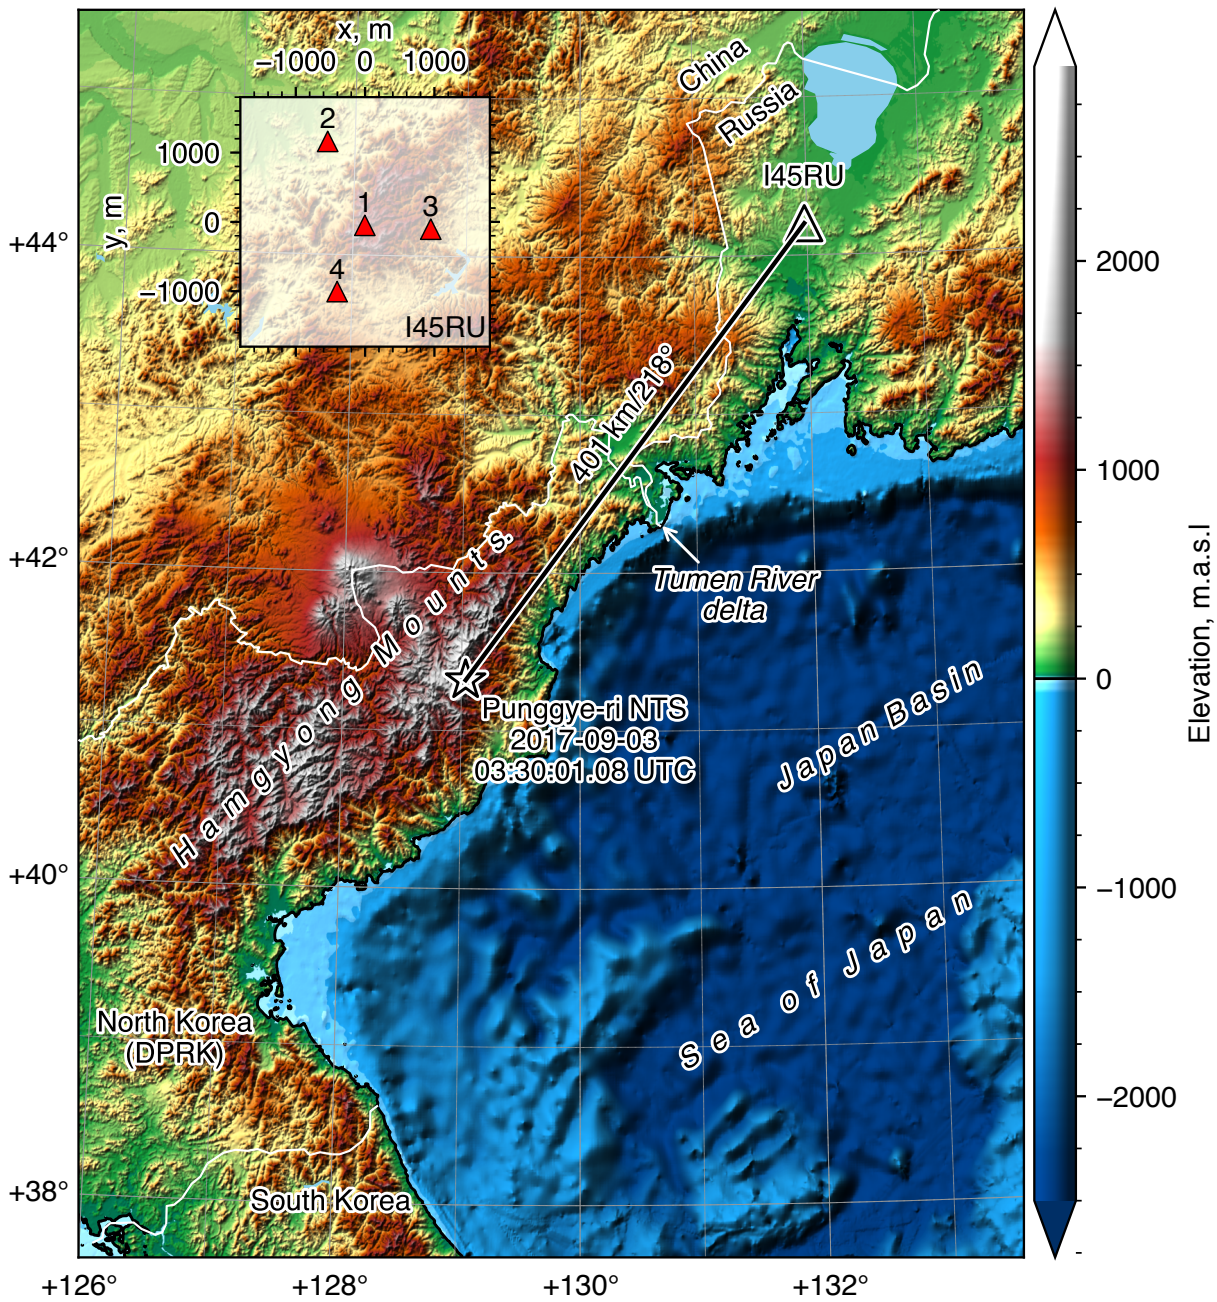 x, m
−1000 0 1000
2
1000
1
3
0
y, m
4
−1000
I45RU
China
Russia
I45RU
401 km/218°
Hamgyong Mounts.
Tumen River
delta
Punggye-ri NTS
2017-09-03
03:30:01.08 UTC
Japan Basin
Sea of Japan
North Korea
(DPRK)
South Korea
+44°
+42°
+40°
+38°
+126°
+128°
+130°
+132°
2000
1000
0
−1000
−2000
Elevation, m.a.s.l